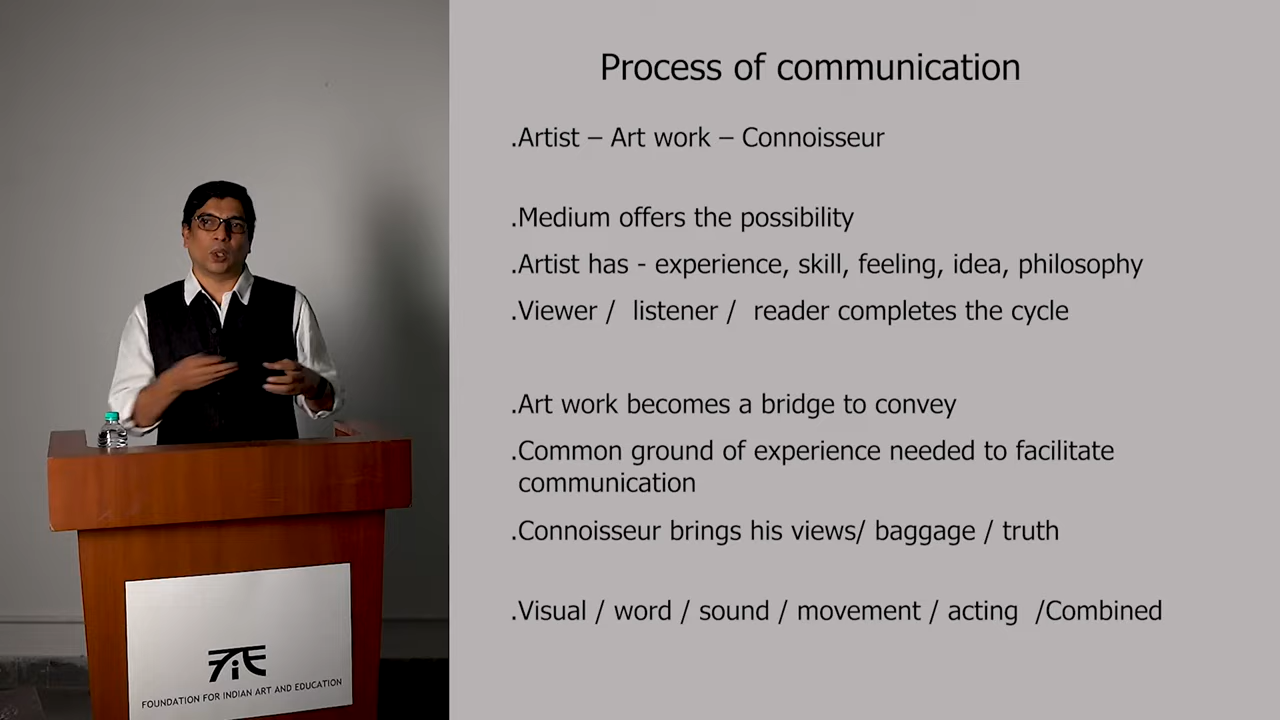 Process of communication
.Artist – Art work – Connoisseur
.Medium offers the possibility
.Artist has - experience, skill, feeling, idea, philosophy
.Viewer / listener / reader completes the cycle
.Art work becomes a bridge to convey
.Common ground of experience needed to facilitate
communication
.Connoisseur brings his views/ baggage / truth
.Visual / word / sound / movement / acting /Combined
FiE
FOUNDATION FOR INDIAN ART AND EDUCATION